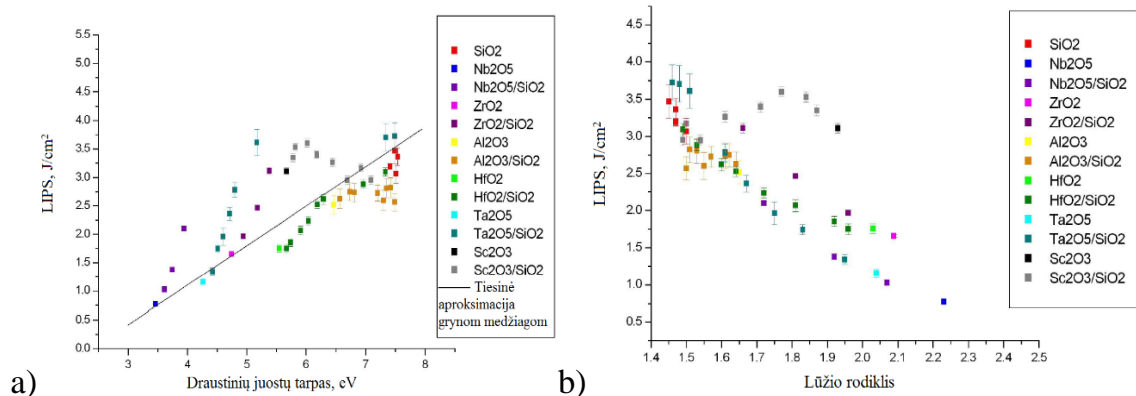 5.5
5.0
4.5
4.0
3.5
3.0
2.5
2.0
1.5
1.0
0.5
0.0
LIPS, J/cm²
3 4 5 6 7 8
Draustinių juostų tarpas, eV
a)
SiO2
Nb2O5
Nb2O5/SiO2
ZrO2
ZrO2/SiO2
Al2O3
Al2O3/SiO2
HfO2
HfO2/SiO2
Ta2O5
Ta2O5/SiO2
Sc2O3
Sc2O3/SiO2
Tiesinė
aproksimacija
grynom medžiagom
4.5
4.0
3.5
3.0
2.5
2.0
1.5
1.0
0.5
LIPS, J/cm²
1.4 1.5 1.6 1.7 1.8 1.9 2.0 2.1 2.2 2.3 2.4 2.5
Lūžio rodiklis
b)
SiO2
Nb2O5
Nb2O5/SiO2
ZrO2
ZrO2/SiO2
Al2O3
Al2O3/SiO2
HfO2
HfO2/SiO2
Ta2O5
Ta2O5/SiO2
Sc2O3
Sc2O3/SiO2